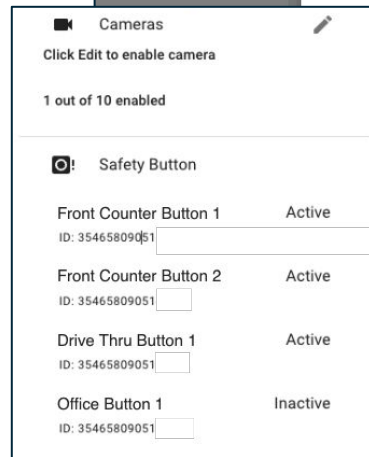 Cameras
Click Edit to enable camera
1 out of 10 enabled
Safety Button
Front Counter Button 1 Active
ID: 35465809051
Front Counter Button 2 Active
ID: 35465809051
Drive Thru Button 1 Active
ID: 35465809051
Office Button 1 Inactive
ID: 35465809051